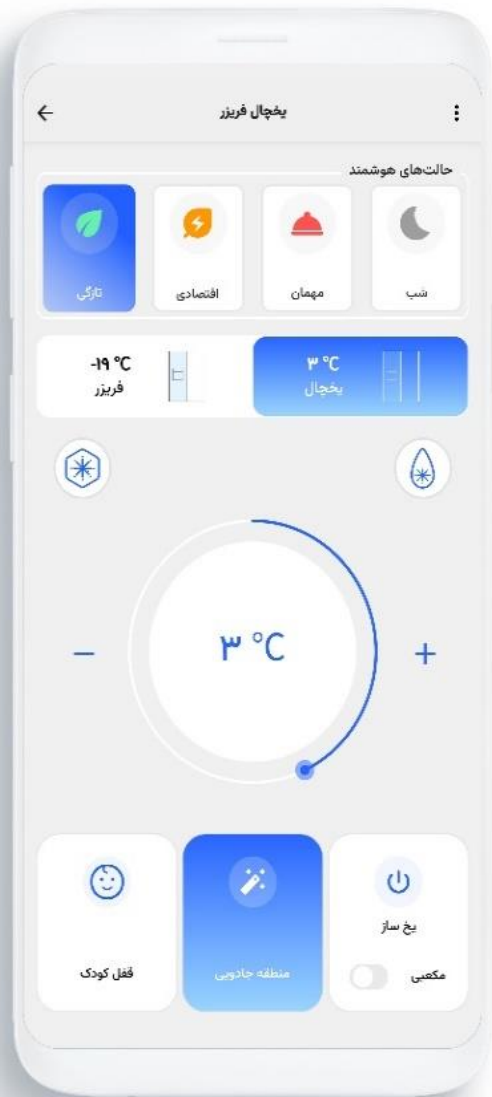 یخچال فریزر
حالت‌های هوشمند
شب
مهمان
اقتصادی
تازگی
۳ °C
یخچال
-۱۹ °C
فریزر
۳ °C
یخ ساز
مکعبی
منطقه جادویی
قفل کودک